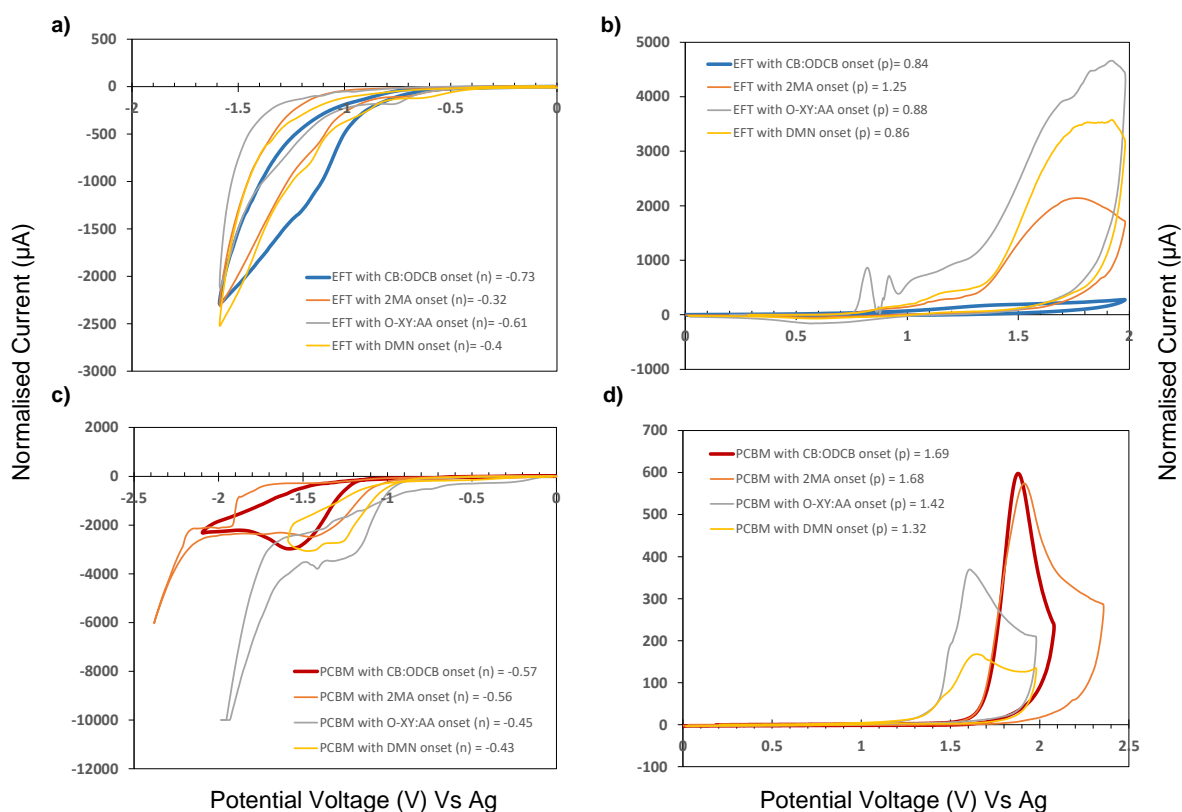 a)
500
0
-2
-1.5
-1
-0.5
0
-500
-1000
-1500
-2000
-2500
-3000
EFT with CB:ODCB onset (n) = -0.73
EFT with 2MA onset (n) = -0.32
EFT with O-XY:AA onset (n)= -0.61
EFT with DMN onset (n)= -0.4
b)
5000
4000
3000
2000
1000
0
-1000
0
0.5
1
1.5
2
EFT with CB:ODCB onset (p)= 0.84
EFT with 2MA onset (p) = 1.25
EFT with O-XY:AA onset (p) = 0.88
EFT with DMN onset (p) = 0.86
Normalised Current (µA)
Normalised Current (µA)
c)
2000
0
-2.5
-2
-1.5
-1
-0.5
0
-2000
-4000
-6000
-8000
-10000
-12000
PCBM with CB:ODCB onset (n) = -0.57
PCBM with 2MA onset (n) = -0.56
PCBM with O-XY:AA onset (n) = -0.45
PCBM with DMN onset (n) = -0.43
d)
700
600
500
400
300
200
100
0
-100
0
0.5
1
1.5
2
2.5
PCBM with CB:ODCB onset (p) = 1.69
PCBM with 2MA onset (p) = 1.68
PCBM with O-XY:AA onset (p) = 1.42
PCBM with DMN onset (p) = 1.32
Potential Voltage (V) Vs Ag
Potential Voltage (V) Vs Ag